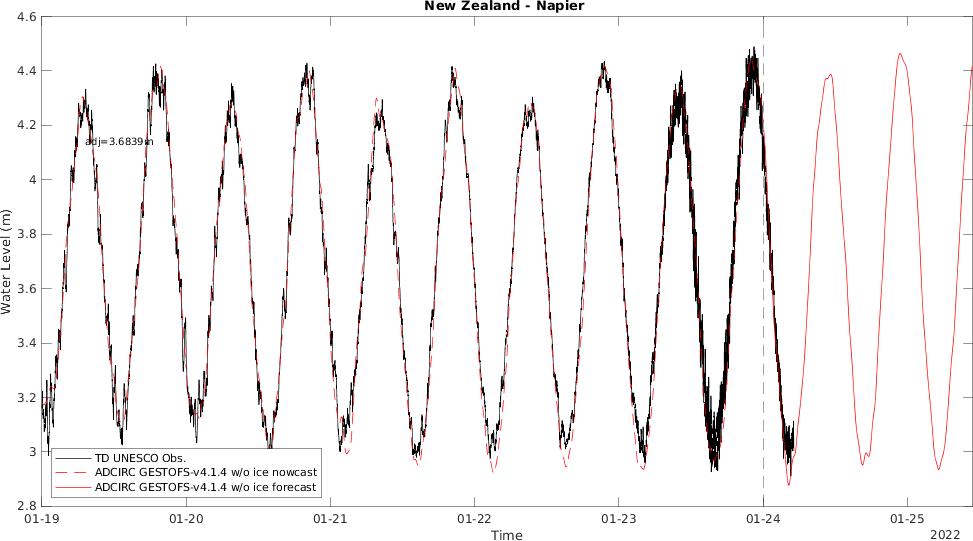 New Zealand - Napier
4.6
4.4
4.2
4
3.8
3.6
3.4
3.2
3
2.8
Water Level (m)
adj=3.6839m
TD UNESCO Obs.
ADCIRC GESTOFS-v4.1.4 w/o ice nowcast
ADCIRC GESTOFS-v4.1.4 w/o ice forecast
01-19 01-20 01-21 01-22 01-23 01-24 01-25
Time
2022